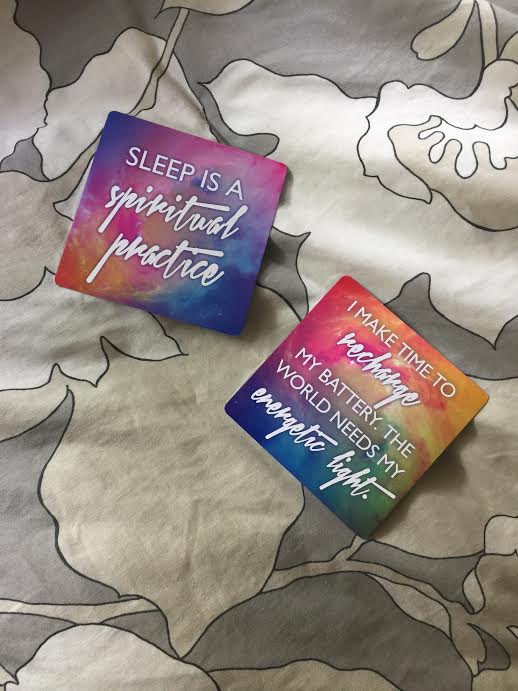 SLEEP IS A
spiritual
practice
I MAKE TIME TO
recharge
MY BATTERY. THE
WORLD NEEDS MY
energetic light.